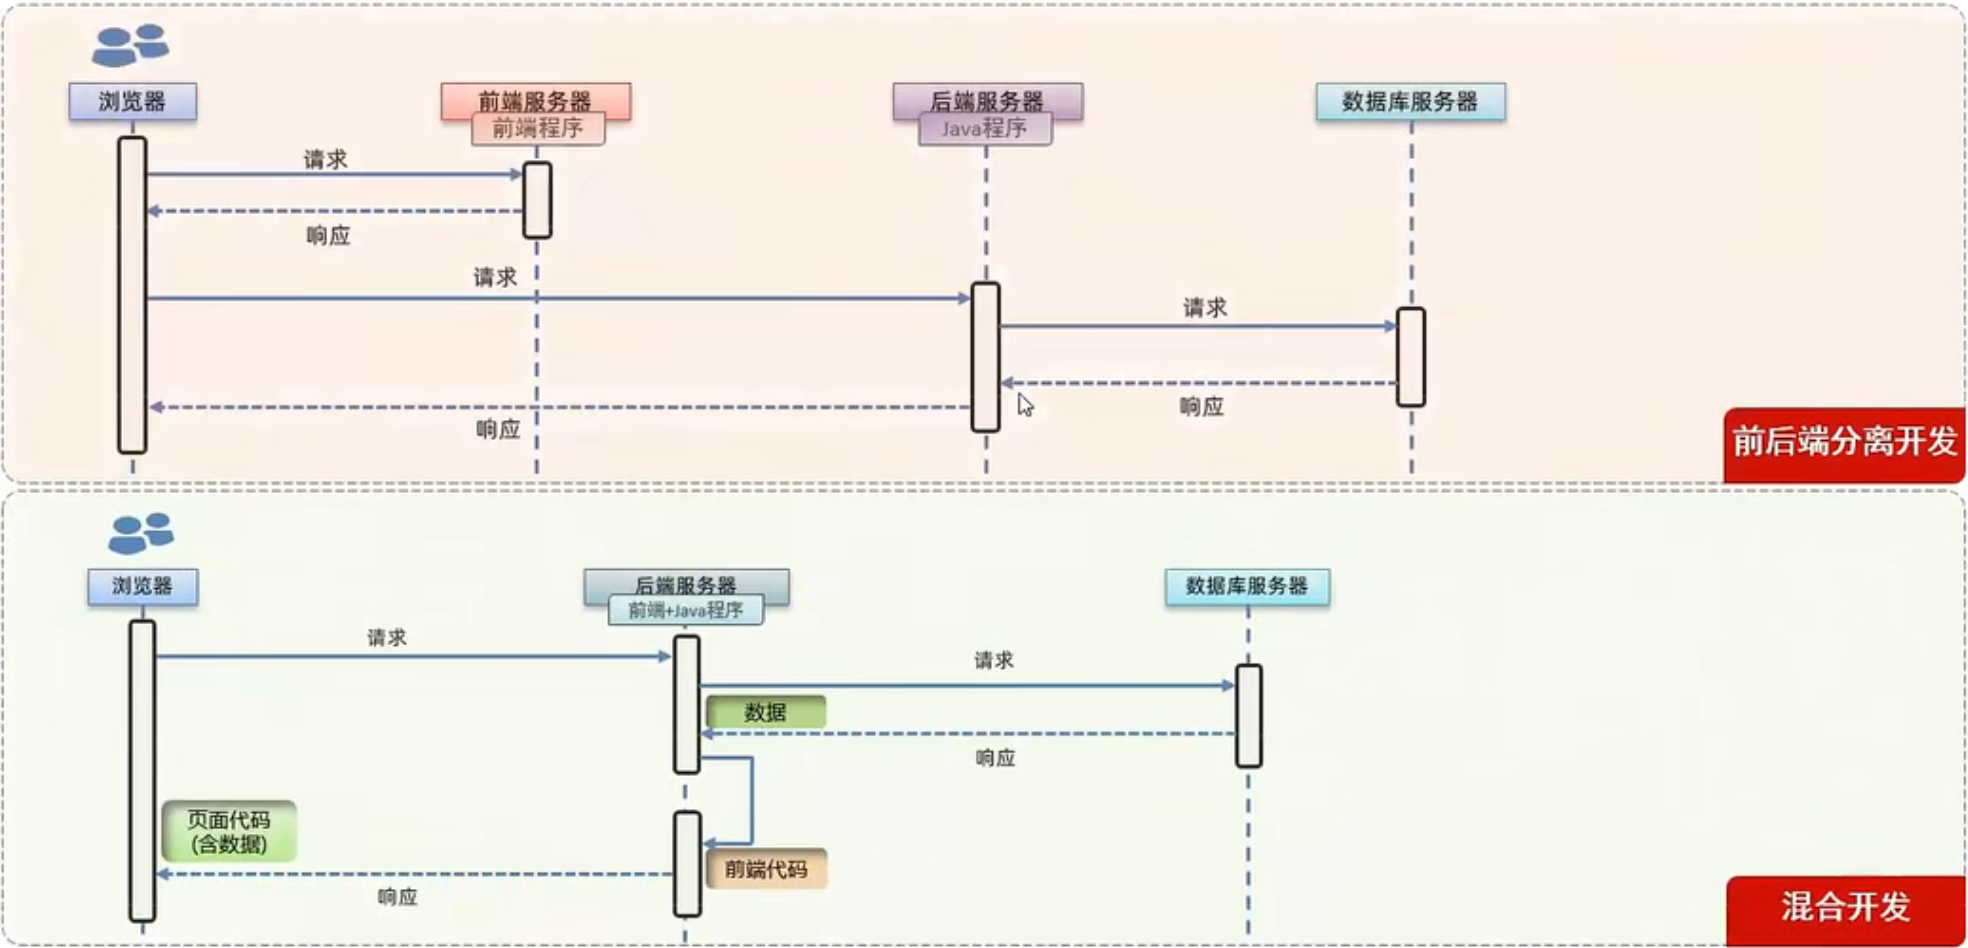 浏览器
前端服务器
前端程序
后端服务器
Java程序
数据库服务器
请求
响应
请求
请求
响应
响应
前后端分离开发
浏览器
后端服务器
前端+Java程序
数据库服务器
请求
请求
数据
响应
页面代码
(含数据)
前端代码
响应
混合开发